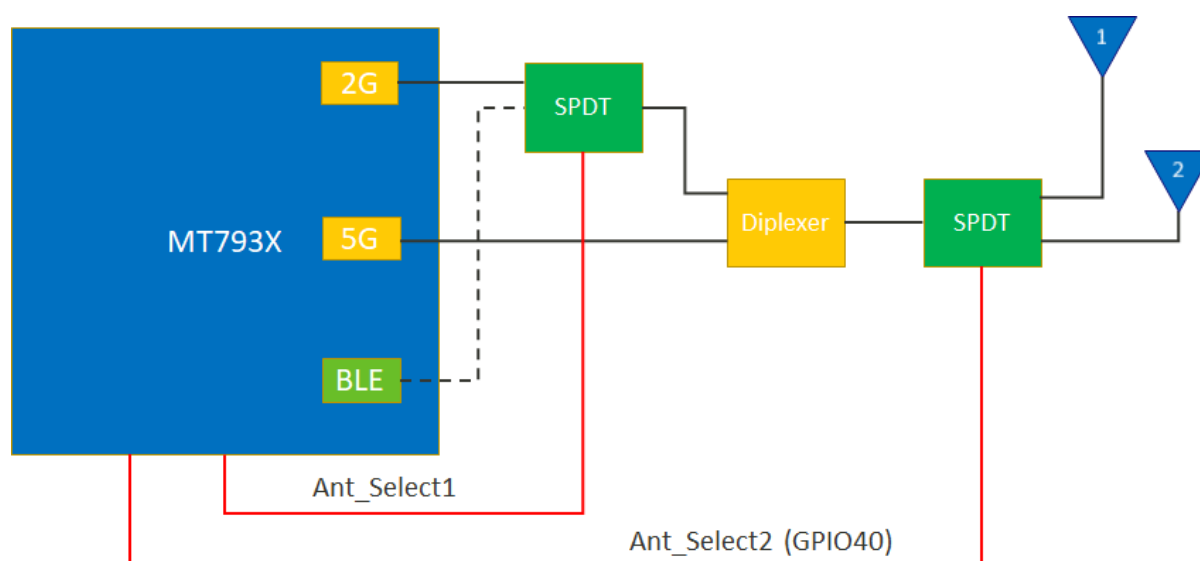 1
2G
SPDT
2
MT793X
5G
Diplexer
SPDT
BLE
Ant_Select1
Ant_Select2 (GPIO40)